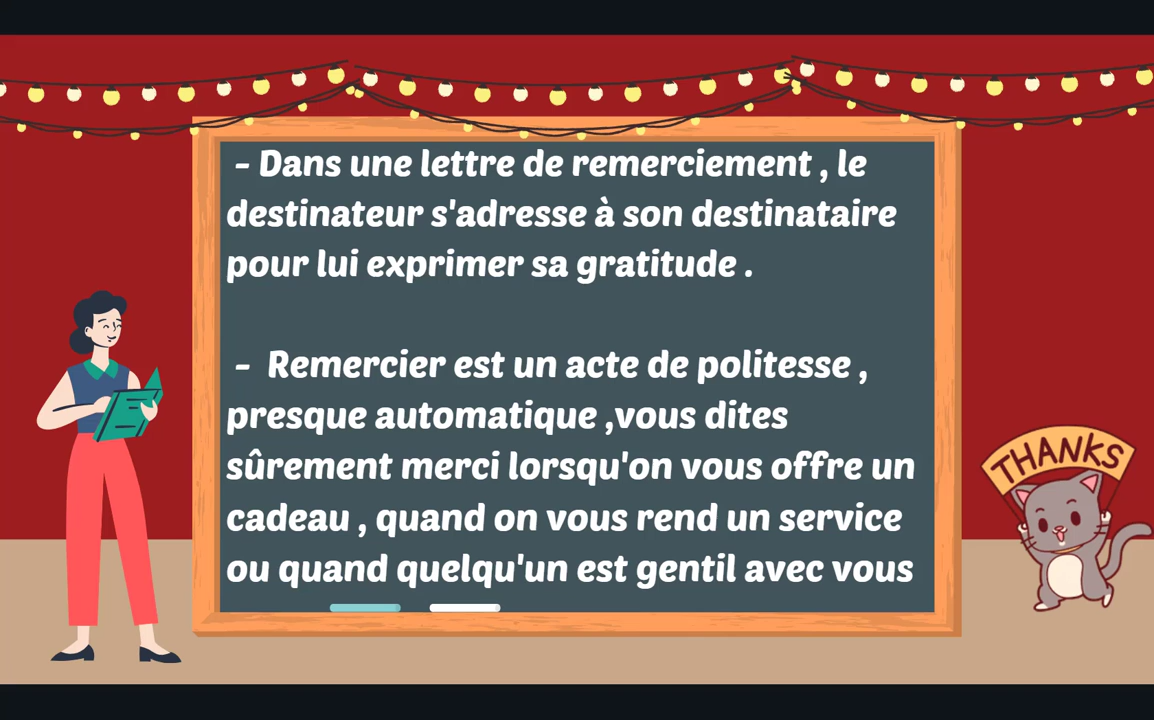 - Dans une lettre de remerciement , le
destinateur s'adresse à son destinataire
pour lui exprimer sa gratitude .
- Remercier est un acte de politesse ,
presque automatique ,vous dites
sûrement merci lorsqu'on vous offre un
cadeau , quand on vous rend un service
ou quand quelqu'un est gentil avec vous
THANKS